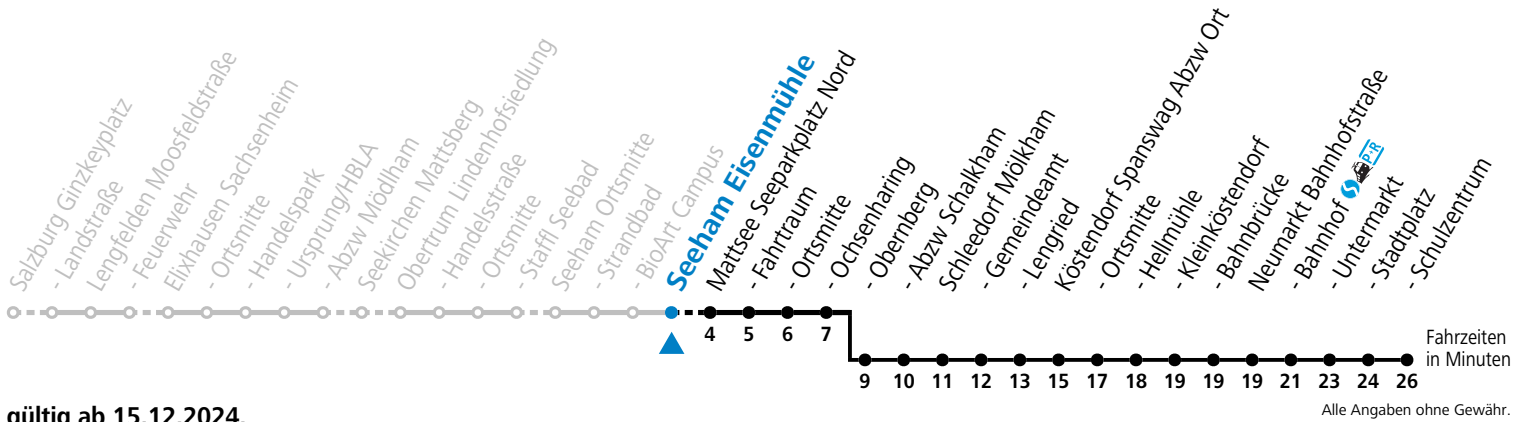 Salzburg Ginzkeyplatz
- Landstraße
Lengfelden Moosfeldstraße
- Feuerwehr
Elixhausen Sachsenheim
- Ortsmitte
- Handelspark
- Ursprung/HBLA
- Abzw Mödlham
Seekirchen Mattsberg
Obertrum Lindenhofsiedlung
- Handelsstraße
- Ortsmitte
- Staffl Seebad
Seeham Ortsmitte
- Strandbad
- BioArt Campus
Seeham Eisenmühle
Mattsee Seeparkplatz Nord
- Fahrtraum
- Ortsmitte
- Ochsenharing
- Obernberg
- Abzw Schalkham
Schleedorf Mölkham
- Gemeindeamt
- Lengried
Köstendorf Spanswag Abzw Ort
- Ortsmitte
- Hellmühle
- Kleinköstendorf
- Bahnbrücke
Neumarkt Bahnhofstraße
- Bahnhof S P+R
- Untermarkt
- Stadtplatz
- Schulzentrum
4 5 6 7
9 10 11 12 13 15 17 18 19 19 19 21 23 24 26
Fahrzeiten
in Minuten
gültig ab 15.12.2024.
Alle Angaben ohne Gewähr.